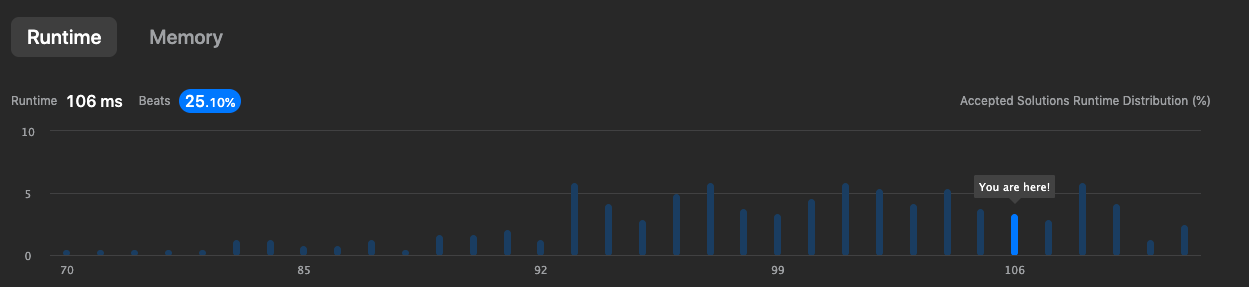 Runtime Memory
Runtime 106 ms Beats 25.10% Accepted Solutions Runtime Distribution (%)
10
5
You are here!
0
70 85 92 99 106